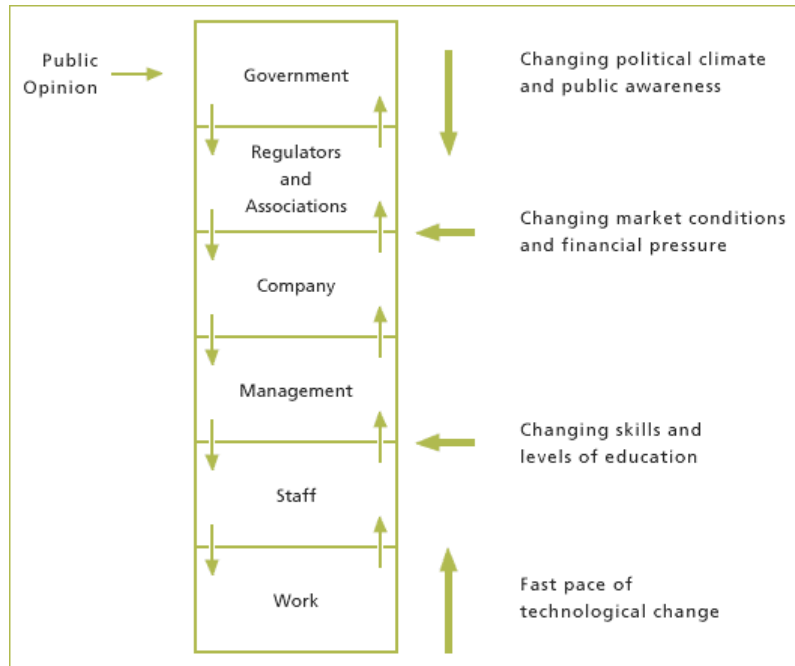 Public
Opinion
Government
Changing political climate
and public awareness
Regulators
and
Associations
Changing market conditions
and financial pressure
Company
Management
Changing skills and
levels of education
Staff
Work
Fast pace of
technological change